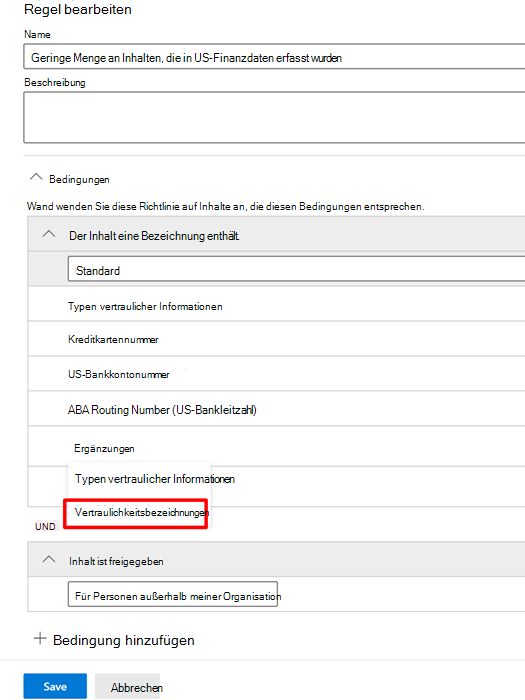 Regel bearbeiten
Name
Geringe Menge an Inhalten, die in US-Finanzdaten erfasst wurden
Beschreibung
Bedingungen
Wand wenden Sie diese Richtlinie auf Inhalte an, die diesen Bedingungen entsprechen.
Der Inhalt eine Bezeichnung enthält.
Standard
Typen vertraulicher Informationen
Kreditkartennummer
US-Bankkontonummer
ABA Routing Number (US-Bankleitzahl)
Ergänzungen
Typen vertraulicher Informationen
Vertraulichkeitsbezeichnungen
UND
Inhalt ist freigegeben
Für Personen außerhalb meiner Organisation
Bedingung hinzufügen
Save Abbrechen